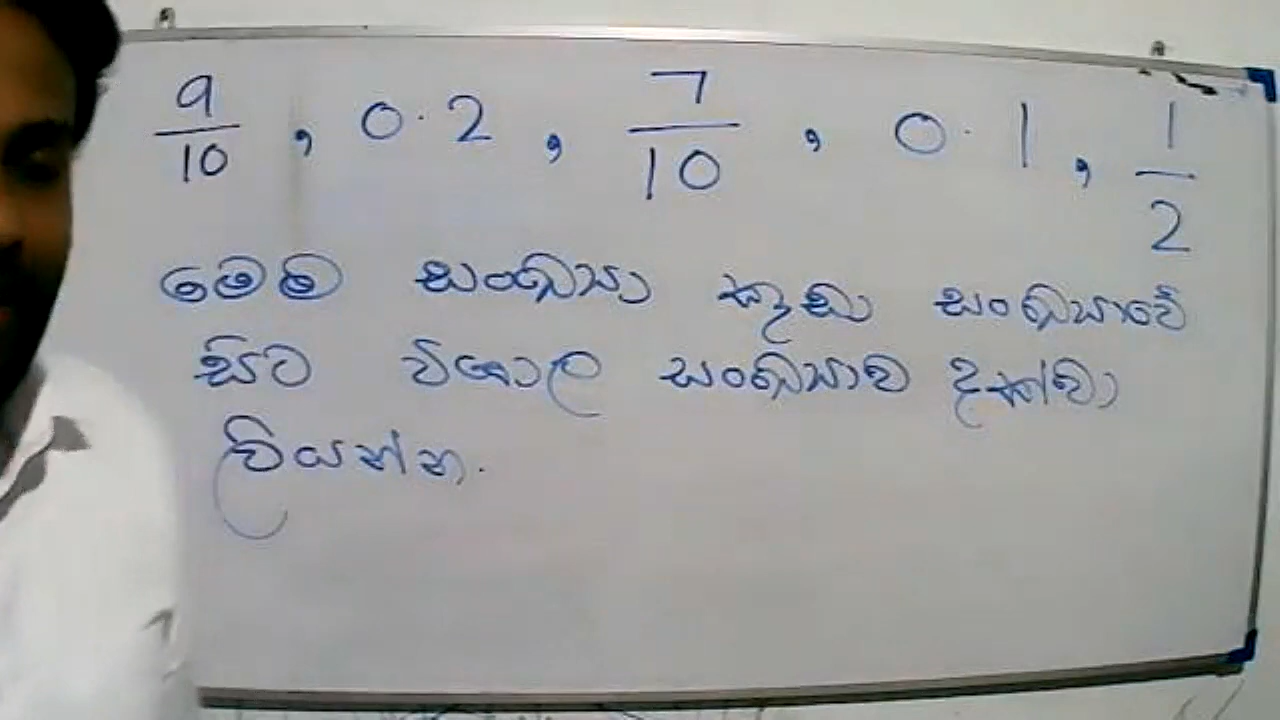 9/10 , 0.2 , 7/10 , 0.1 , 1/2
මෙම සංඛ්‍යා කුඩා සංඛ්‍යාවේ
සිට විශාල සංඛ්‍යාව දක්වා
ලියන්න.